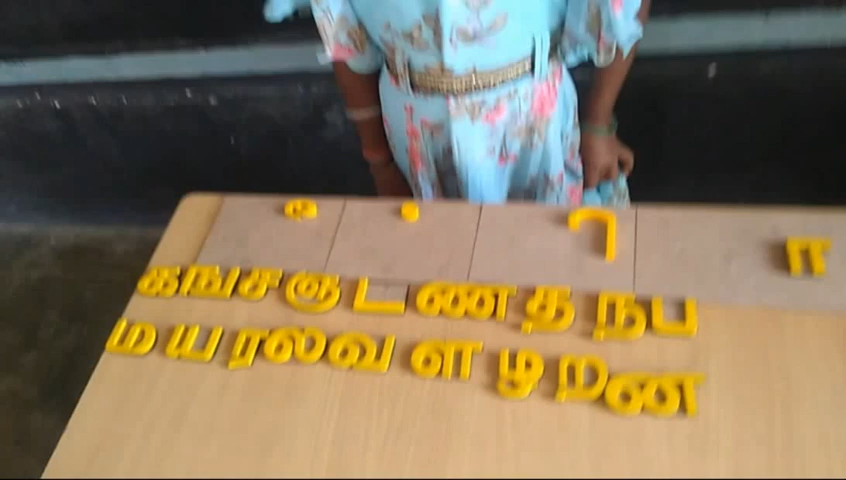 க ங ச ஞ ட ண த ந ப
ம ய ர ல வ ள ழ ற ன